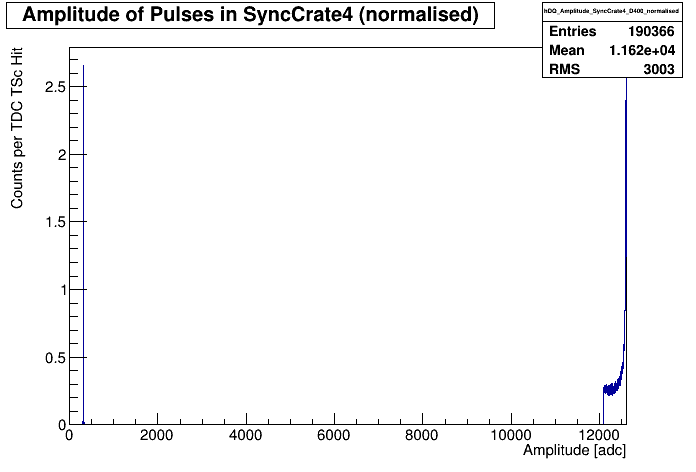 Amplitude of Pulses in SyncCrate4 (normalised)
hDQ_Amplitude_SyncCrate4_D400_normalised
Entries 190366
Mean 1.162e+04
RMS 3003
Counts per TDC TSc Hit
2.5
2
1.5
1
0.5
0
0 2000 4000 6000 8000 10000 12000
Amplitude [adc]